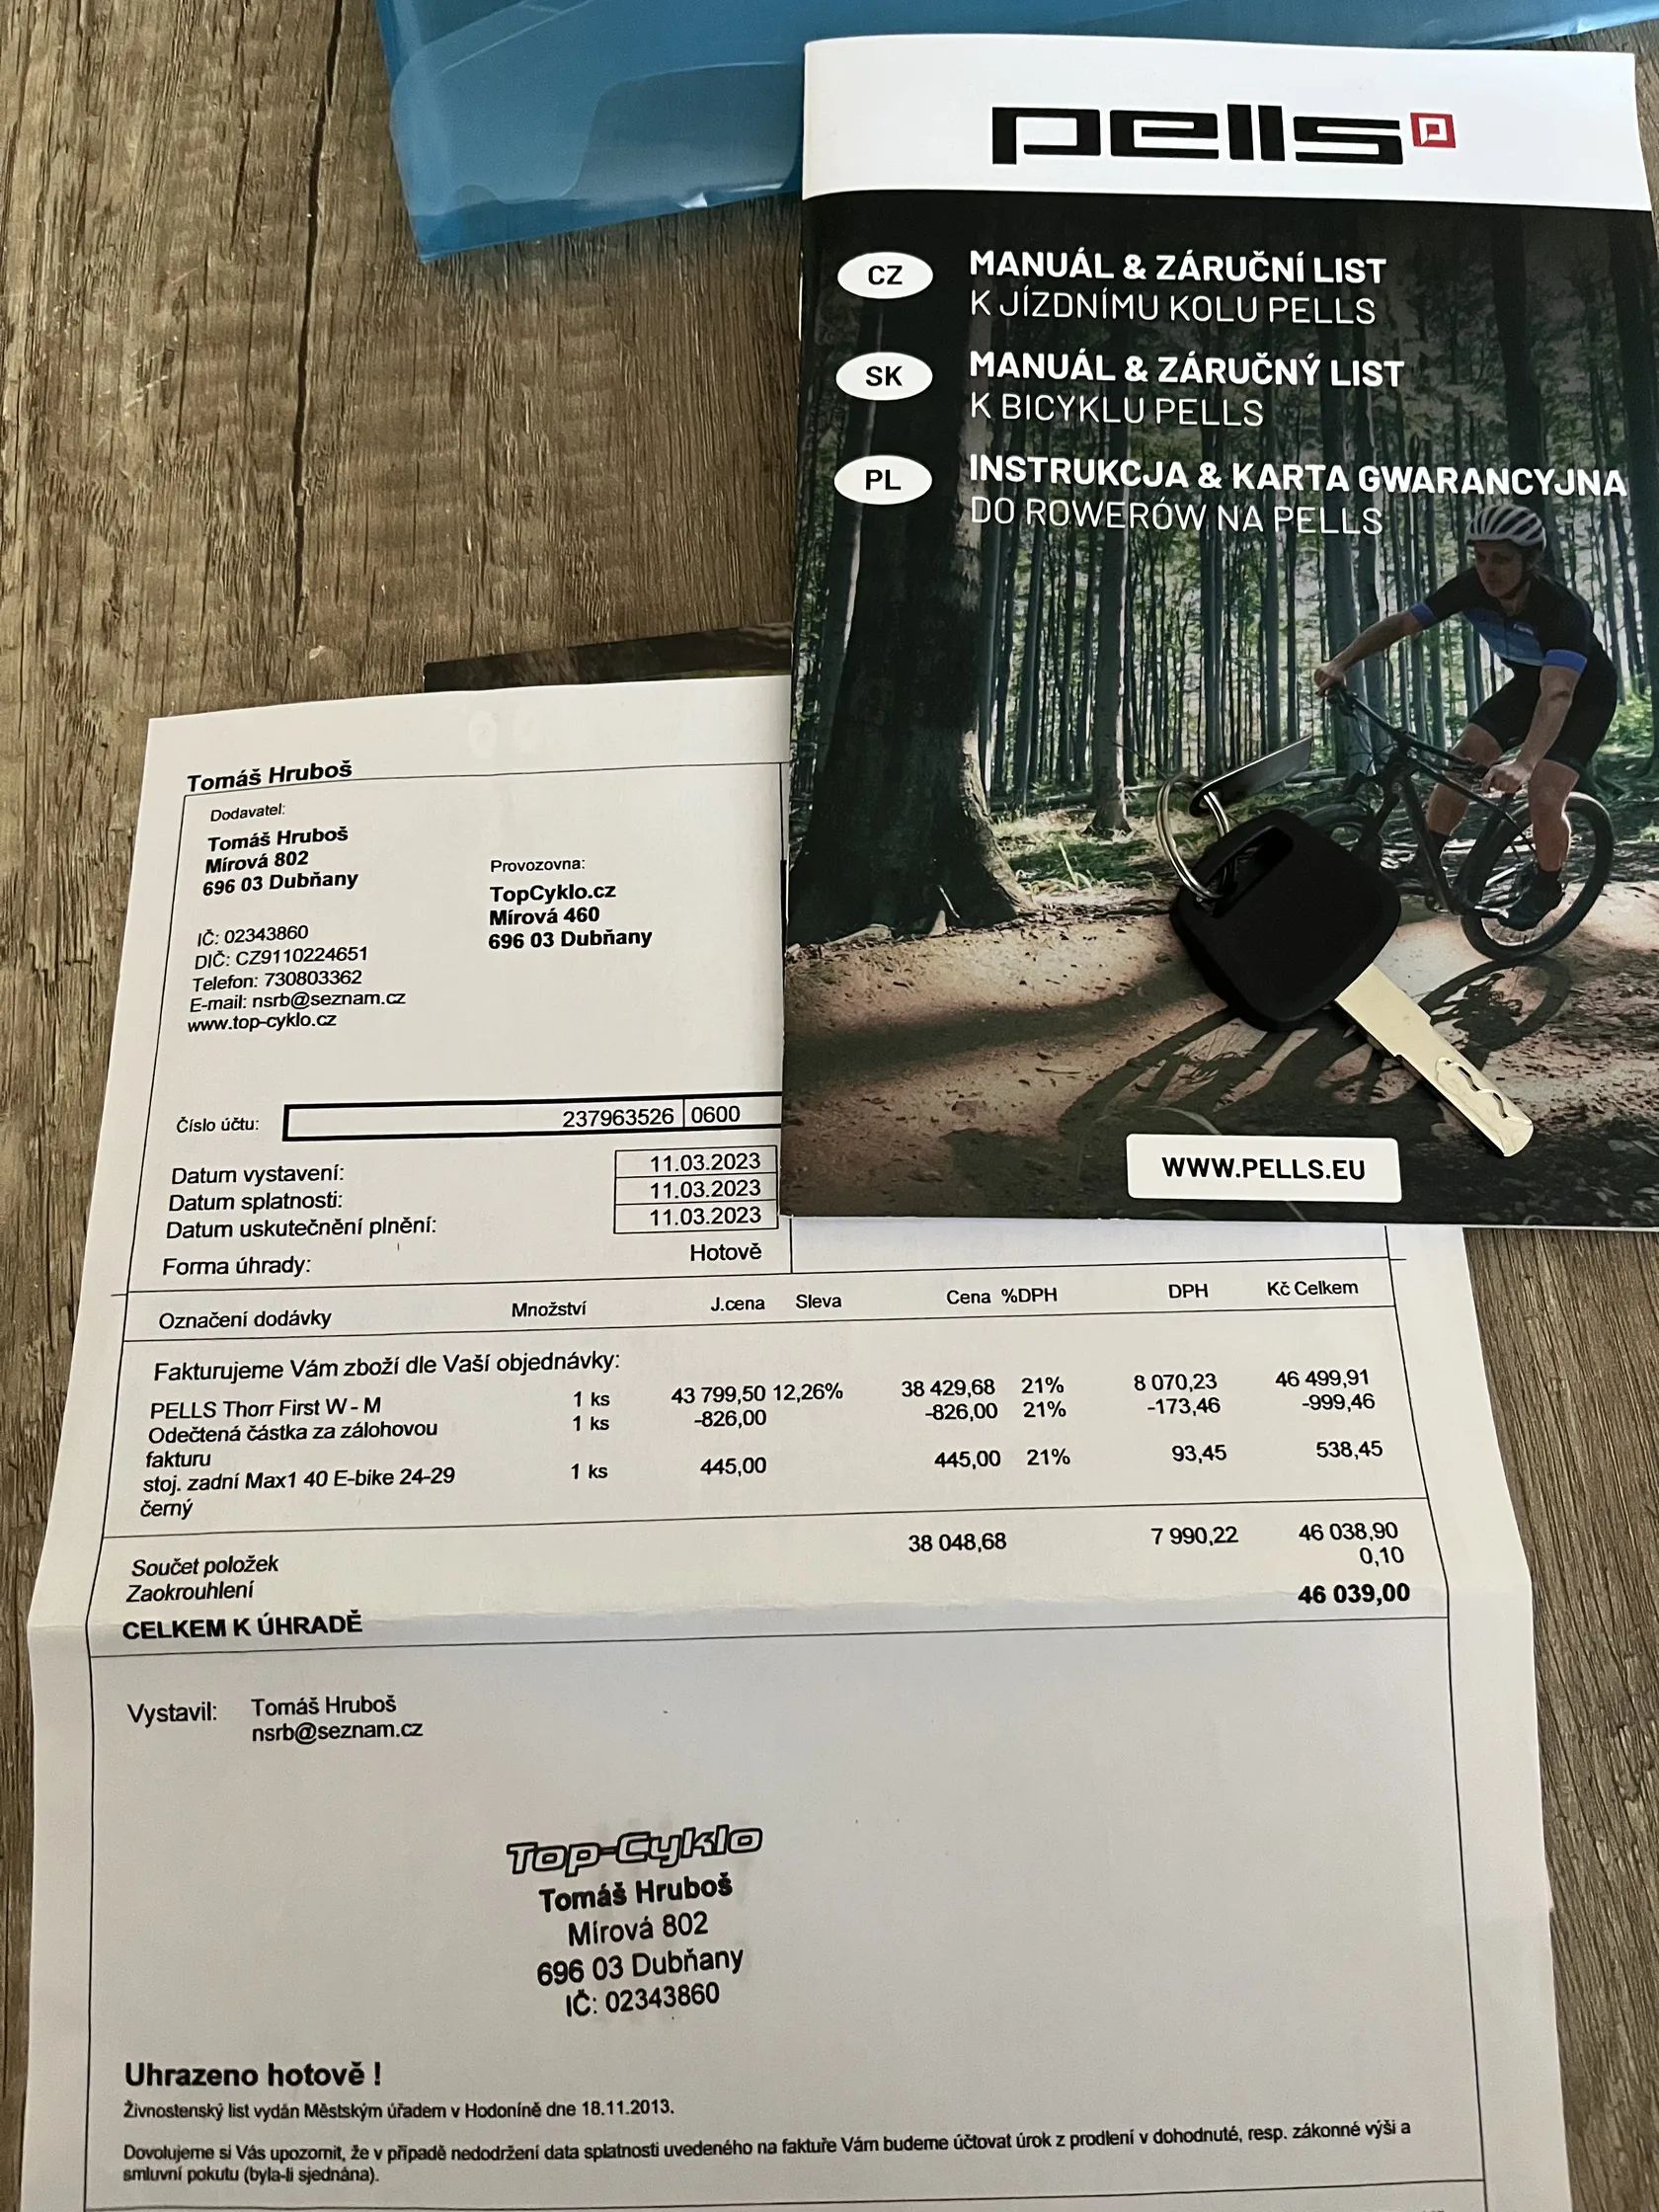 pells
CZ
MANUÁL & ZÁRUČNÍ LIST
K JÍZDNÍMU KOLU PELLS
SK
MANUÁL & ZÁRUČNÝ LIST
K BICYKLU PELLS
PL
INSTRUKCJA & KARTA GWARANCYJNA
DO ROWERÓW NA PELLS
WWW.PELLS.EU
Tomáš Hruboš
Dodavatel:
Tomáš Hruboš
Mírová 802
696 03 Dubňany
Provozovna:
TopCyklo.cz
Mírová 460
696 03 Dubňany
IČ: 02343860
DIČ: CZ9110224651
Telefon: 730803362
E-mail: nsrb@seznam.cz
www.top-cyklo.cz
Číslo účtu: 237963526 0600
Datum vystavení: 11.03.2023
Datum splatnosti: 11.03.2023
Datum uskutečnění plnění: 11.03.2023
Forma úhrady: Hotově
Označení dodávky Množství J.cena Sleva Cena %DPH DPH Kč Celkem
Fakturujeme Vám zboží dle Vaší objednávky:
PELLS Thorr First W - M 1 ks 43 799,50 12,26% 38 429,68 21% 8 070,23 46 499,91
Odečtená částka za zálohovou 1 ks -826,00 -826,00 21% -173,46 -999,46
fakturu
stoj. zadní Max1 40 E-bike 24-29 1 ks 445,00 445,00 21% 93,45 538,45
černý
Součet položek 38 048,68 7 990,22 46 038,90
Zaokrouhlení 0,10
CELKEM K ÚHRADĚ 46 039,00
Vystavil: Tomáš Hruboš
nsrb@seznam.cz
Top-Cyklo
Tomáš Hruboš
Mírová 802
696 03 Dubňany
IČ: 02343860
Uhrazeno hotově !
Živnostenský list vydán Městským úřadem v Hodoníně dne 18.11.2013.
Dovolujeme si Vás upozornit, že v případě nedodržení data splatnosti uvedeného na faktuře Vám budeme účtovat úrok z prodlení v dohodnuté, resp. zákonné výši a
smluvní pokutu (byla-li sjednána).